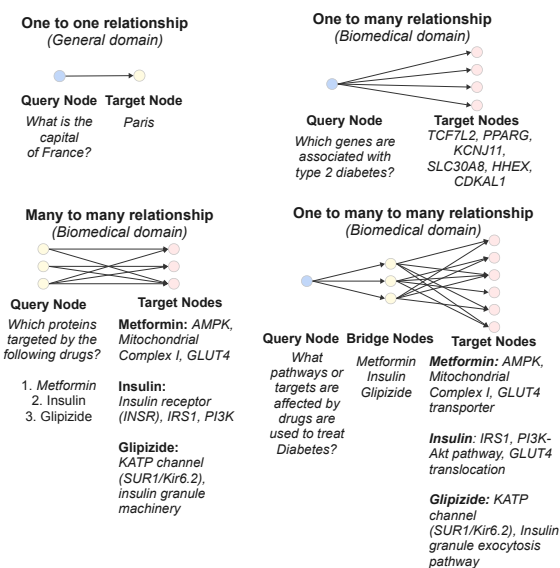 One to one relationship
(General domain)
Query Node Target Node
What is the
capital
of France?
Paris
One to many relationship
(Biomedical domain)
Query Node
Which genes are
associated with
type 2 diabetes?
Target Nodes
TCF7L2, PPARG,
KCNJ11,
SLC30A8, HHEX,
CDKAL1
Many to many relationship
(Biomedical domain)
Query Node
Which proteins
targeted by the
following drugs?
1. Metformin
2. Insulin
3. Glipizide
Target Nodes
Metformin: AMPK,
Mitochondrial
Complex I, GLUT4
Insulin:
Insulin receptor
(INSR), IRS1, PI3K
Glipizide:
KATP channel
(SUR1/Kir6.2),
insulin granule
machinery
One to many to many relationship
(Biomedical domain)
Query Node
What
pathways or
targets are
affected by
drugs are
used to treat
Diabetes?
Bridge Nodes
Metformin
Insulin
Glipizide
Target Nodes
Metformin: AMPK,
Mitochondrial
Complex I, GLUT4
transporter
Insulin: IRS1, PI3K-
Akt pathway, GLUT4
translocation
Glipizide: KATP
channel
(SUR1/Kir6.2), Insulin
granule exocytosis
pathway